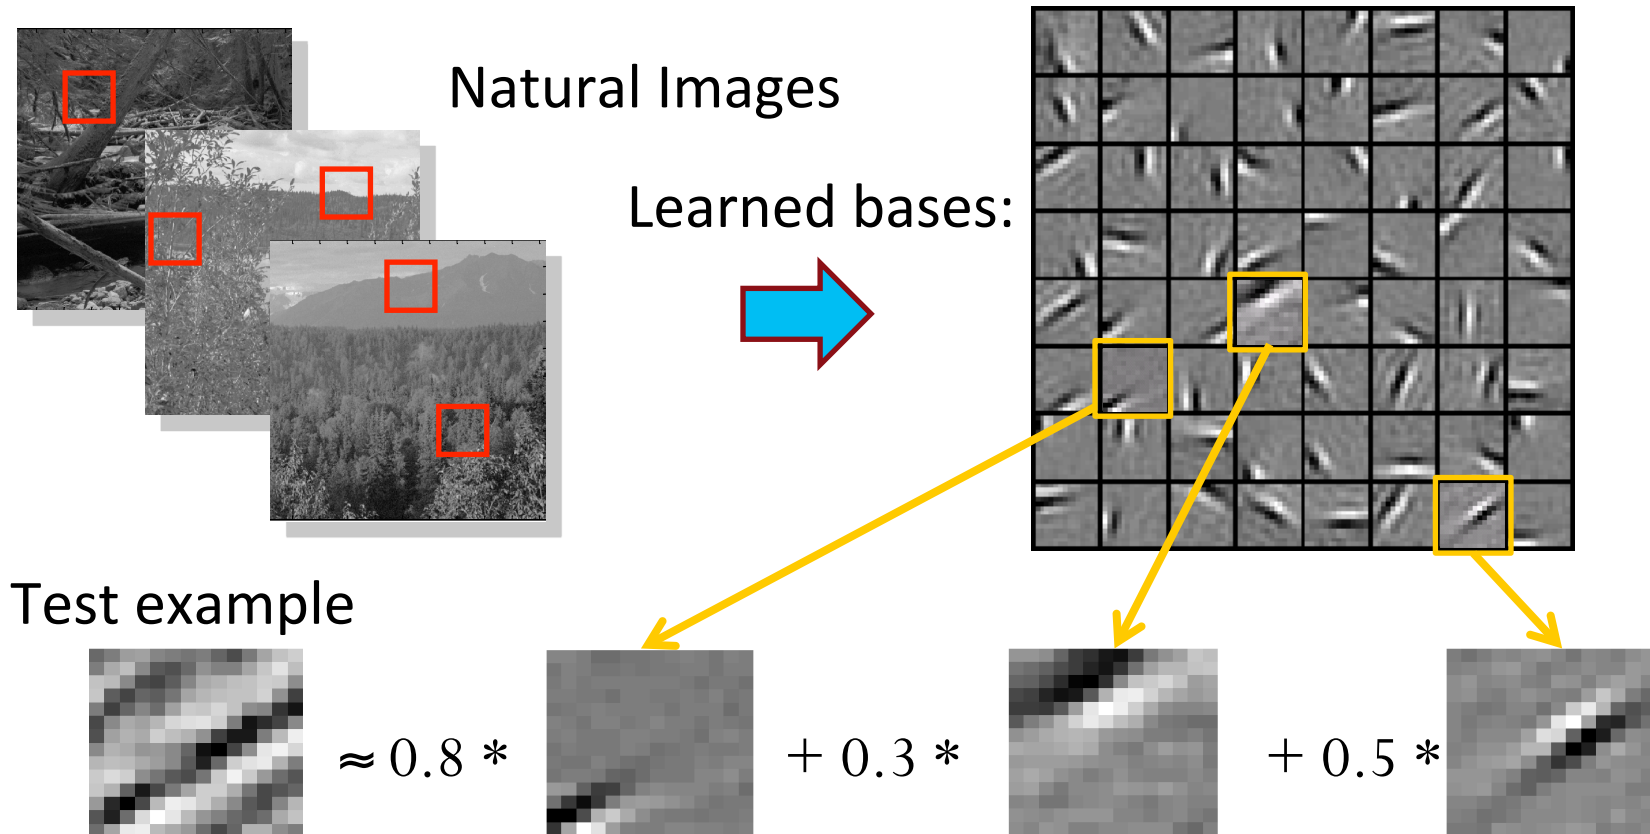 Natural Images
Learned bases:
Test example
≈ 0.8 * + 0.3 * + 0.5 *